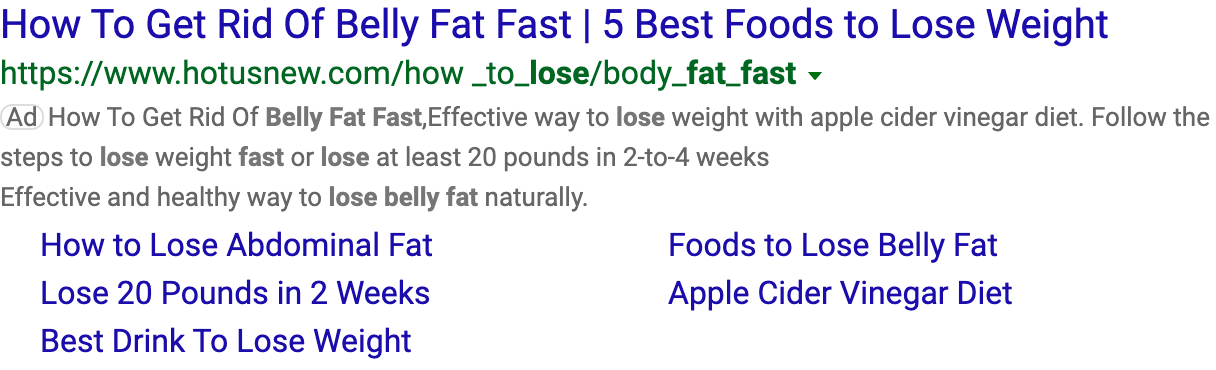 How To Get Rid Of Belly Fat Fast | 5 Best Foods to Lose Weight
https://www.hotusnew.com/how _to_lose/body_fat_fast
Ad How To Get Rid Of Belly Fat Fast,Effective way to lose weight with apple cider vinegar diet. Follow the
steps to lose weight fast or lose at least 20 pounds in 2-to-4 weeks
Effective and healthy way to lose belly fat naturally.
How to Lose Abdominal Fat
Foods to Lose Belly Fat
Lose 20 Pounds in 2 Weeks
Apple Cider Vinegar Diet
Best Drink To Lose Weight